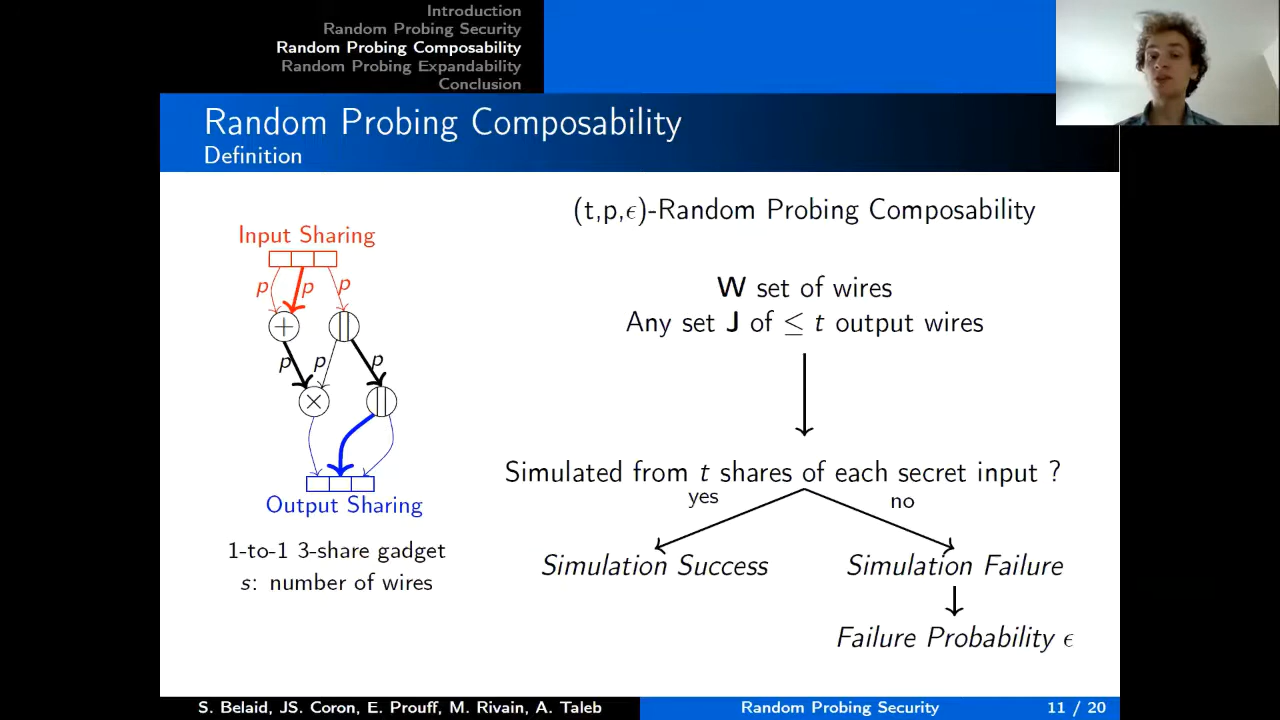 Introduction
Random Probing Security
Random Probing Composability
Random Probing Expandability
Conclusion
Random Probing Composability
Definition
(t,p,ϵ)-Random Probing Composability
Input Sharing
p p p
W set of wires
Any set J of ≤ t output wires
+ ||
p p p
× ||
Simulated from t shares of each secret input ?
yes no
Output Sharing
1-to-1 3-share gadget
s: number of wires
Simulation Success Simulation Failure
Failure Probability ϵ
S. Belaid, JS. Coron, E. Prouff, M. Rivain, A. Taleb Random Probing Security 11 / 20